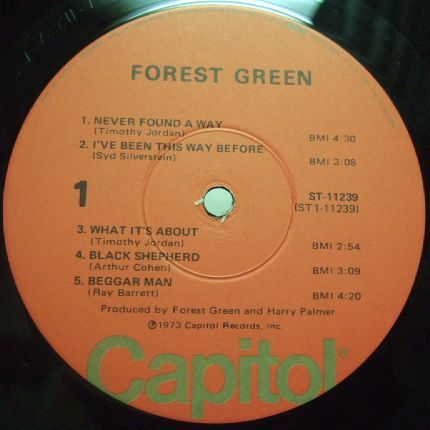 FOREST GREEN
1. NEVER FOUND A WAY
(Timothy Jordan) BMI 4:30
2. I'VE BEEN THIS WAY BEFORE
(Syd Silverstein) BMI 3:08
1
ST-11239
(ST1-11239)
3. WHAT IT'S ABOUT
(Timothy Jordan) BMI 2:54
4. BLACK SHEPHERD
(Arthur Cohen) BMI 3:09
5. BEGGAR MAN
(Ray Barrett) BMI 4:20
Produced by Forest Green and Harry Palmer
℗1973 Capitol Records, Inc.
Capitol®